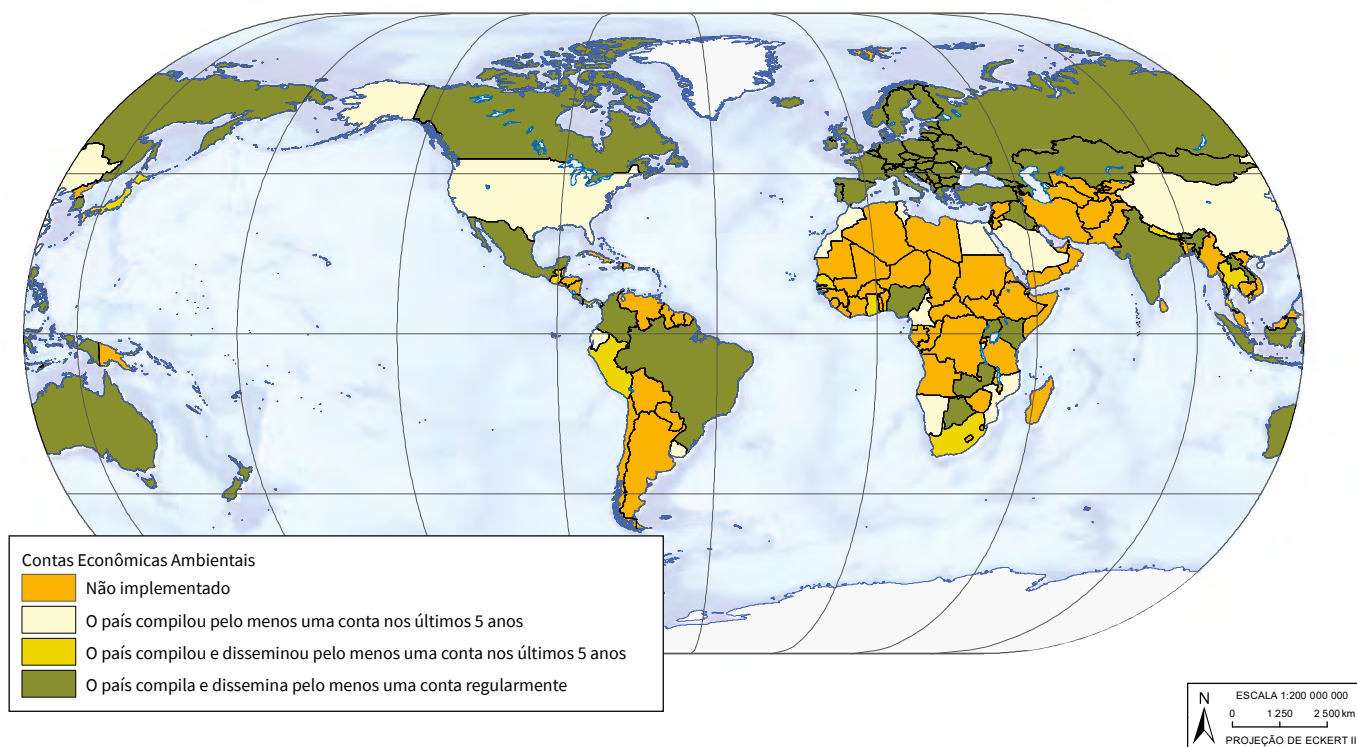 Contas Econômicas Ambientais
Não implementado
O país compilou pelo menos uma conta nos últimos 5 anos
O país compilou e disseminou pelo menos uma conta nos últimos 5 anos
O país compila e dissemina pelo menos uma conta regularmente
N
ESCALA 1:200 000 000
0 1 250 2 500 km
PROJEÇÃO DE ECKERT II